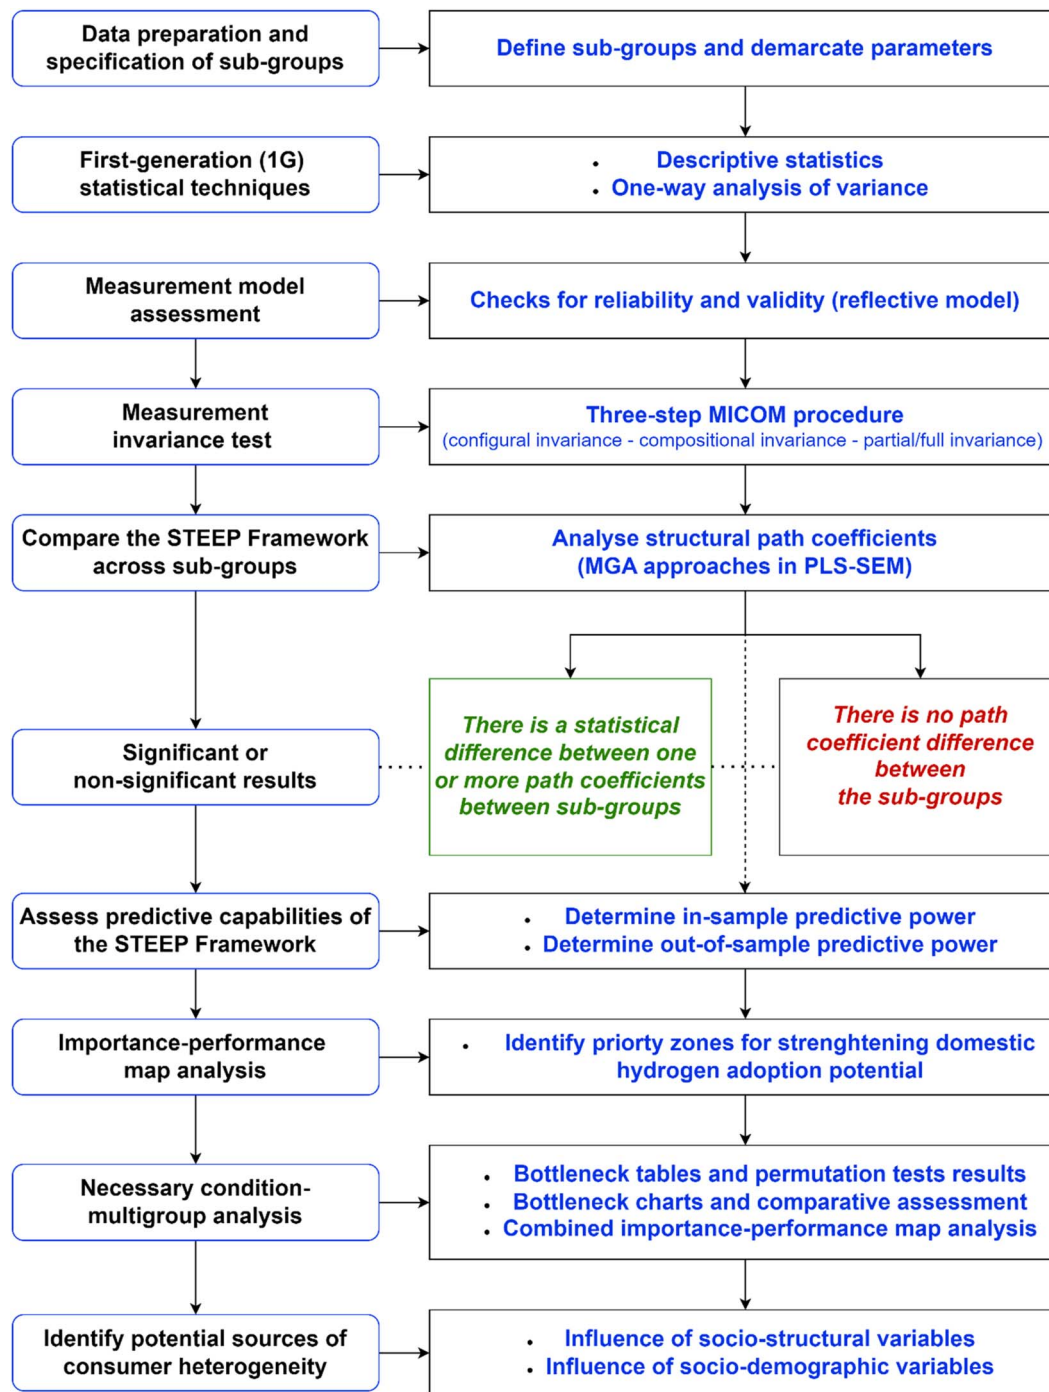 Data preparation and
specification of sub-groups
Define sub-groups and demarcate parameters
First-generation (1G)
statistical techniques
• Descriptive statistics
• One-way analysis of variance
Measurement model
assessment
Checks for reliability and validity (reflective model)
Measurement
invariance test
Three-step MICOM procedure
(configural invariance - compositional invariance - partial/full invariance)
Compare the STEEP Framework
across sub-groups
Analyse structural path coefficients
(MGA approaches in PLS-SEM)
Significant or
non-significant results
There is a statistical
difference between one
or more path coefficients
between sub-groups
There is no path
coefficient difference
between
the sub-groups
Assess predictive capabilities of
the STEEP Framework
• Determine in-sample predictive power
• Determine out-of-sample predictive power
Importance-performance
map analysis
• Identify priorty zones for strenghtening domestic
hydrogen adoption potential
Necessary condition-
multigroup analysis
• Bottleneck tables and permutation tests results
• Bottleneck charts and comparative assessment
• Combined importance-performance map analysis
Identify potential sources of
consumer heterogeneity
• Influence of socio-structural variables
• Influence of socio-demographic variables